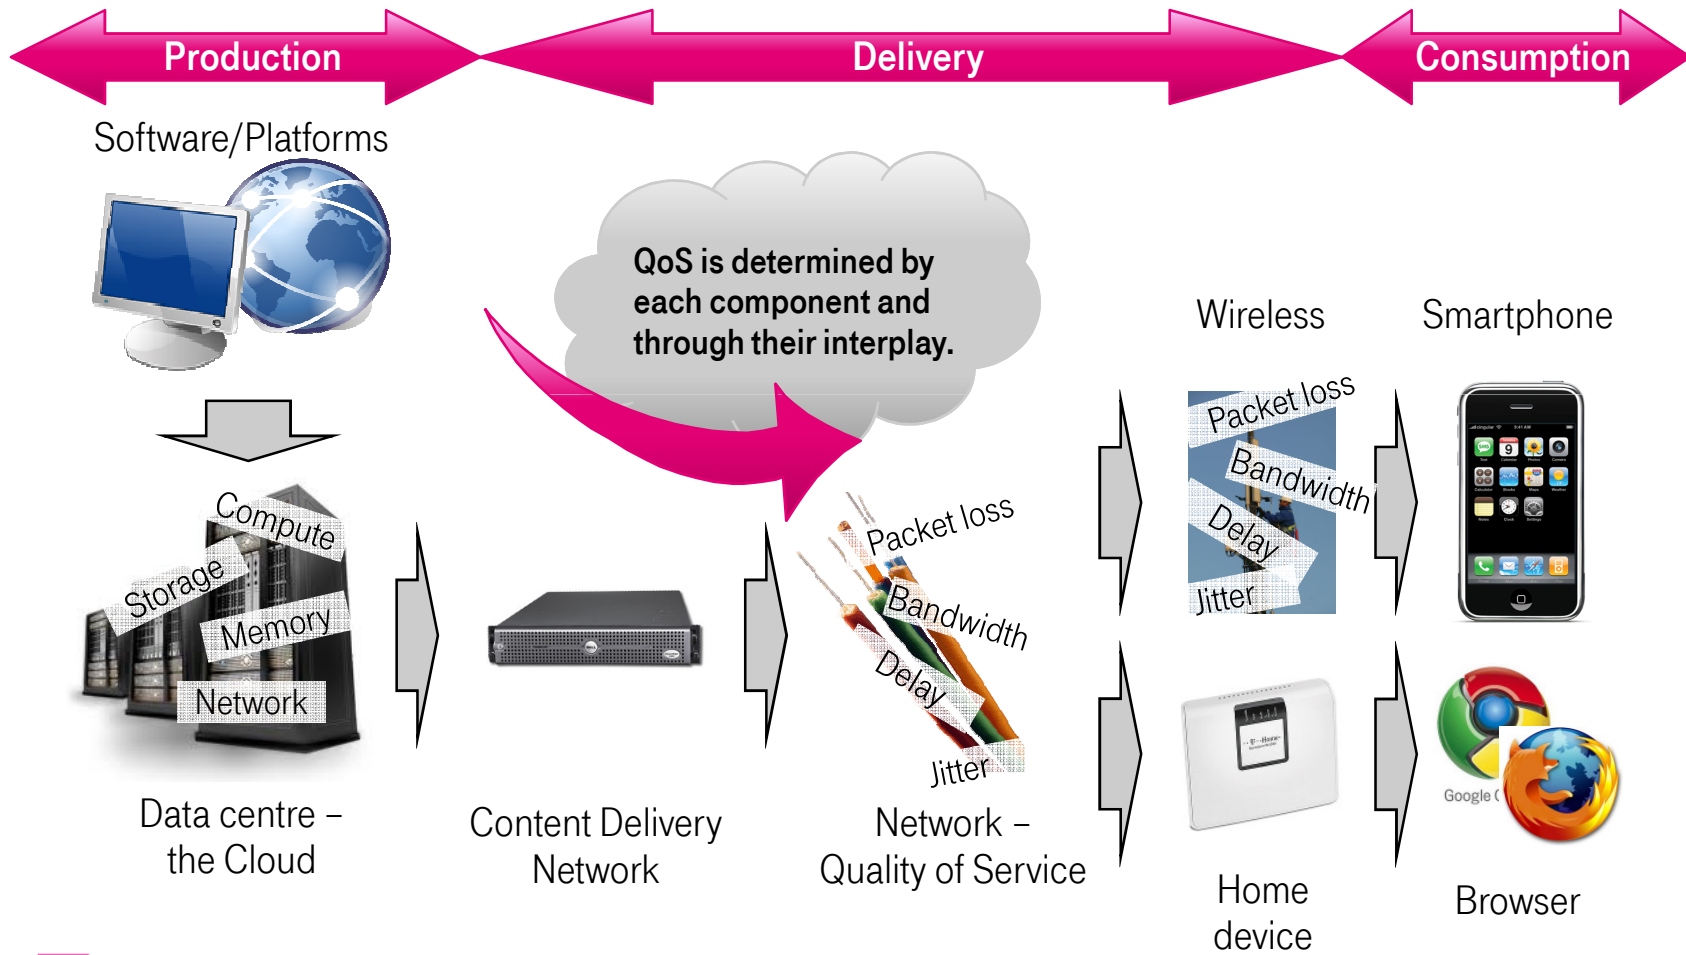 Production
Delivery
Consumption
Software/Platforms
QoS is determined by
each component and
through their interplay.
Wireless
Smartphone
Packet loss
Bandwidth
Delay
Jitter
Compute
Storage
Memory
Network
Packet loss
Bandwidth
Delay
Jitter
9
Google C
Data centre –
the Cloud
Content Delivery
Network
Network –
Quality of Service
Home
device
Browser